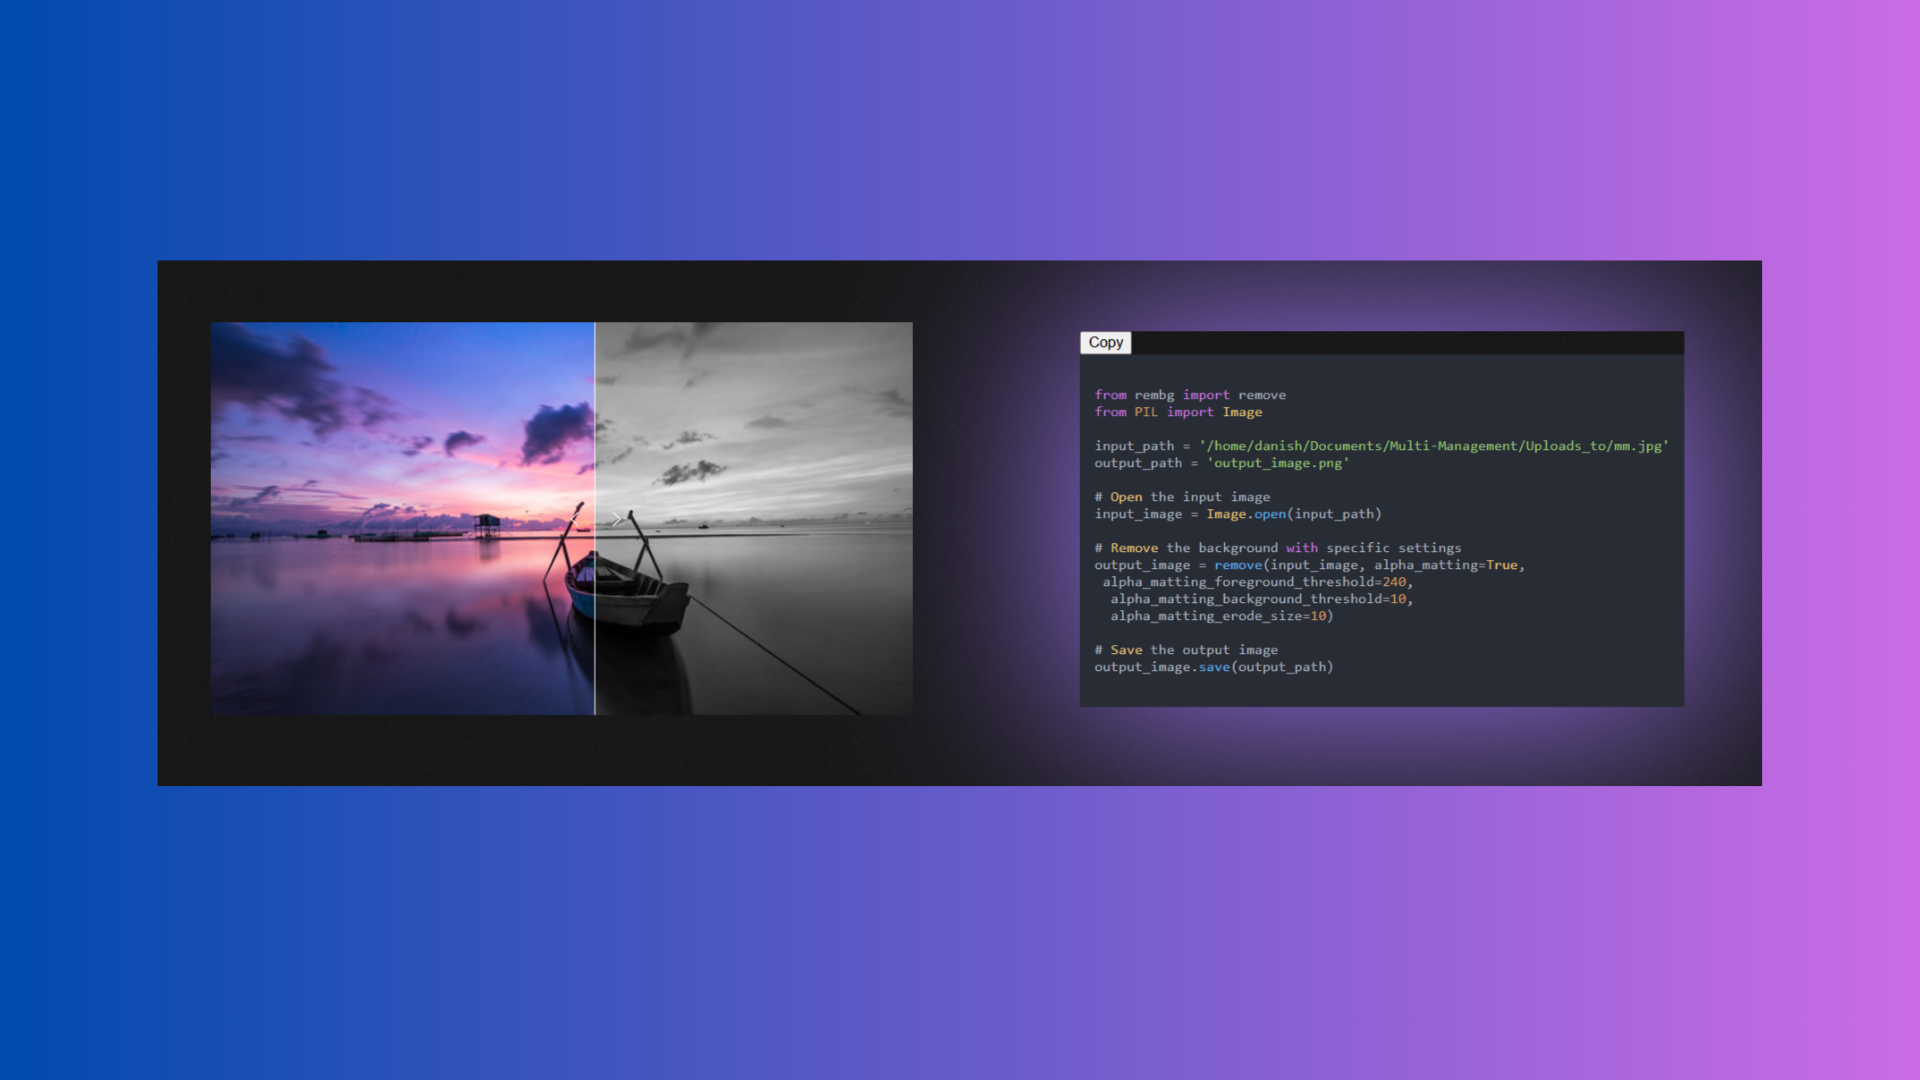 Copy
from rembg import remove
from PIL import Image
input_path = '/home/danish/Documents/Multi-Management/Uploads_to/mm.jpg'
output_path = 'output_image.png'
# Open the input image
input_image = Image.open(input_path)
# Remove the background with specific settings
output_image = remove(input_image, alpha_matting=True,
alpha_matting_foreground_threshold=240,
alpha_matting_background_threshold=10,
alpha_matting_erode_size=10)
# Save the output image
output_image.save(output_path)